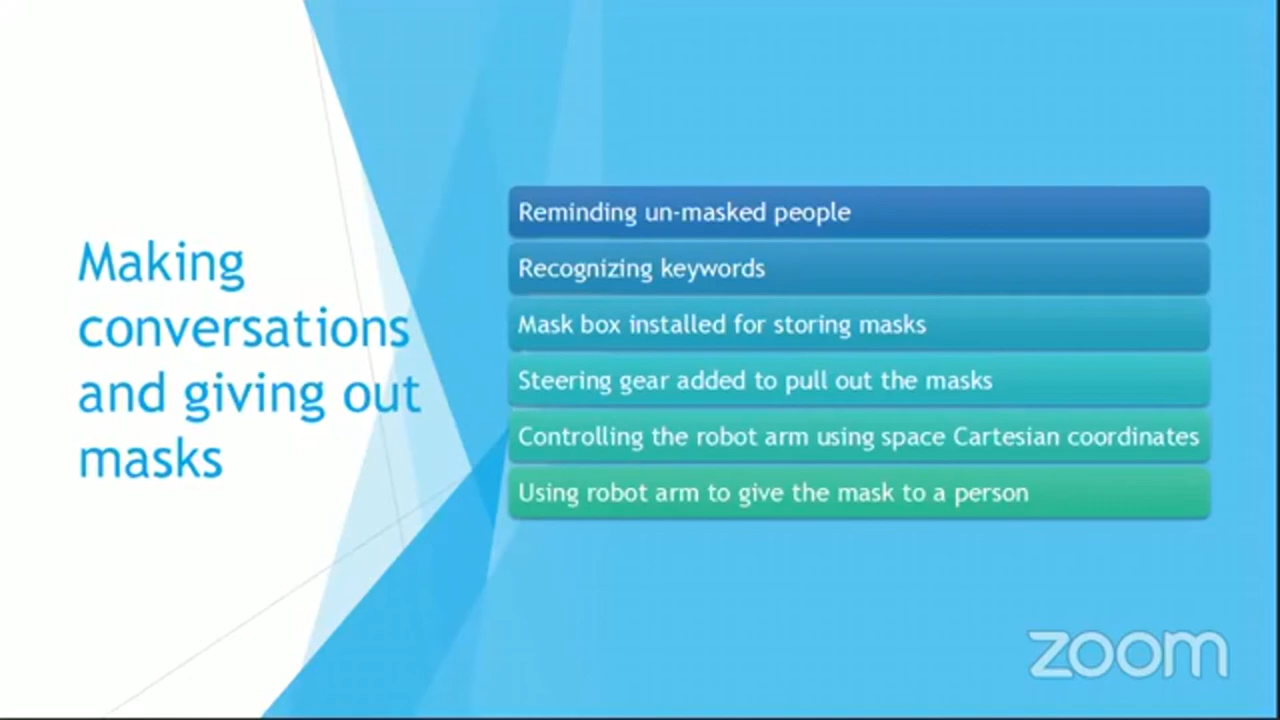 Making
conversations
and giving out
masks
Reminding un-masked people
Recognizing keywords
Mask box installed for storing masks
Steering gear added to pull out the masks
Controlling the robot arm using space Cartesian coordinates
Using robot arm to give the mask to a person
zoom